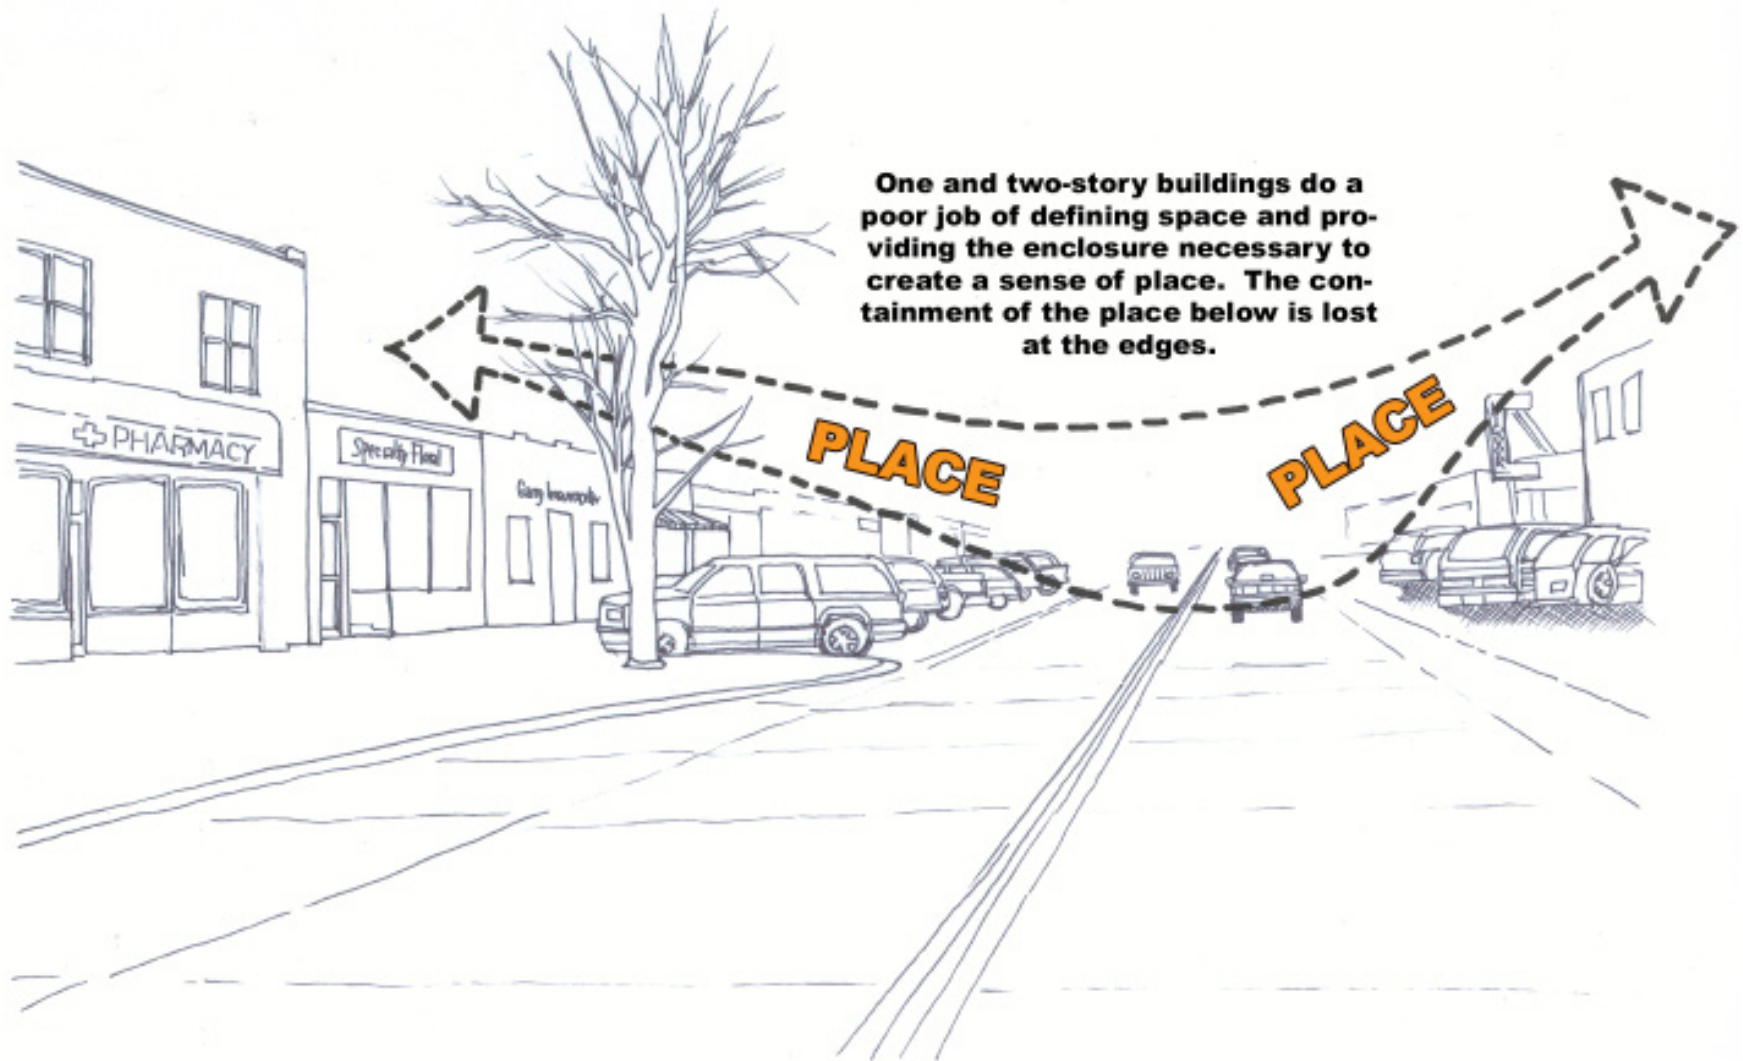 One and two-story buildings do a
poor job of defining space and pro-
viding the enclosure necessary to
create a sense of place. The con-
tainment of the place below is lost
at the edges.
PLACE
PLACE
PHARMACY
Specialty Floral